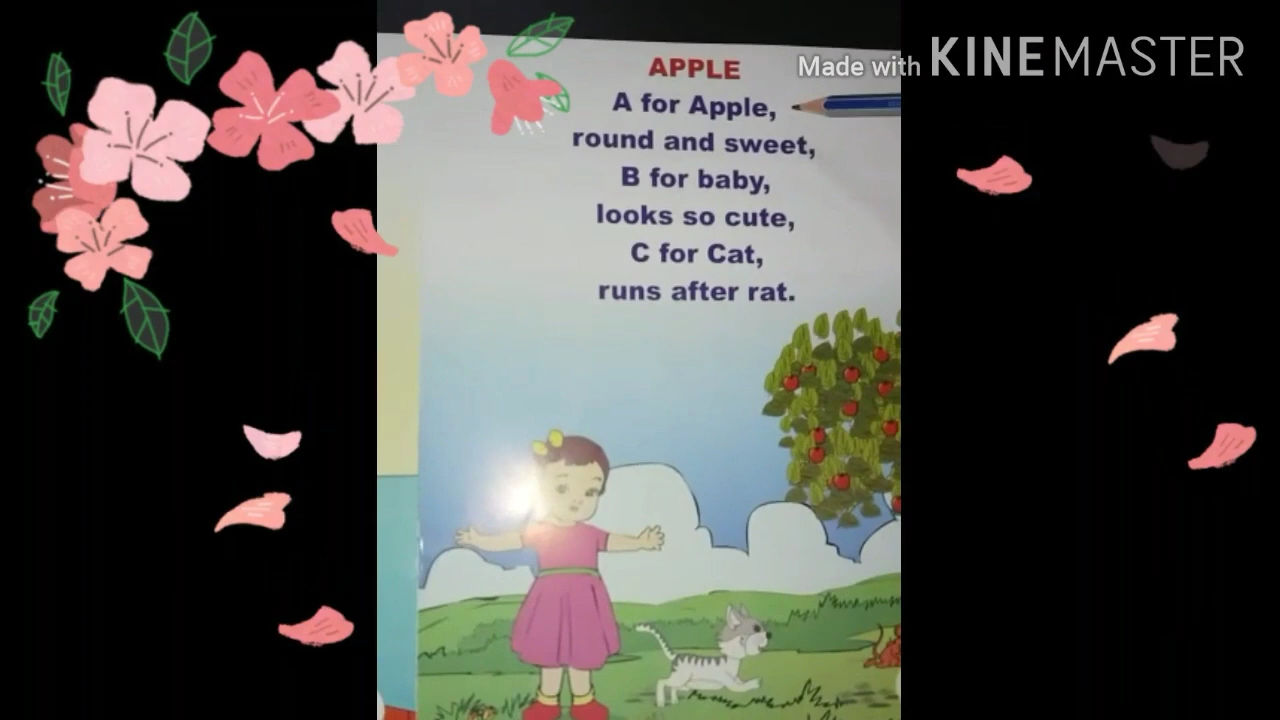 APPLE
Made with KINEMASTER
A for Apple,
round and sweet,
B for baby,
looks so cute,
C for Cat,
runs after rat.